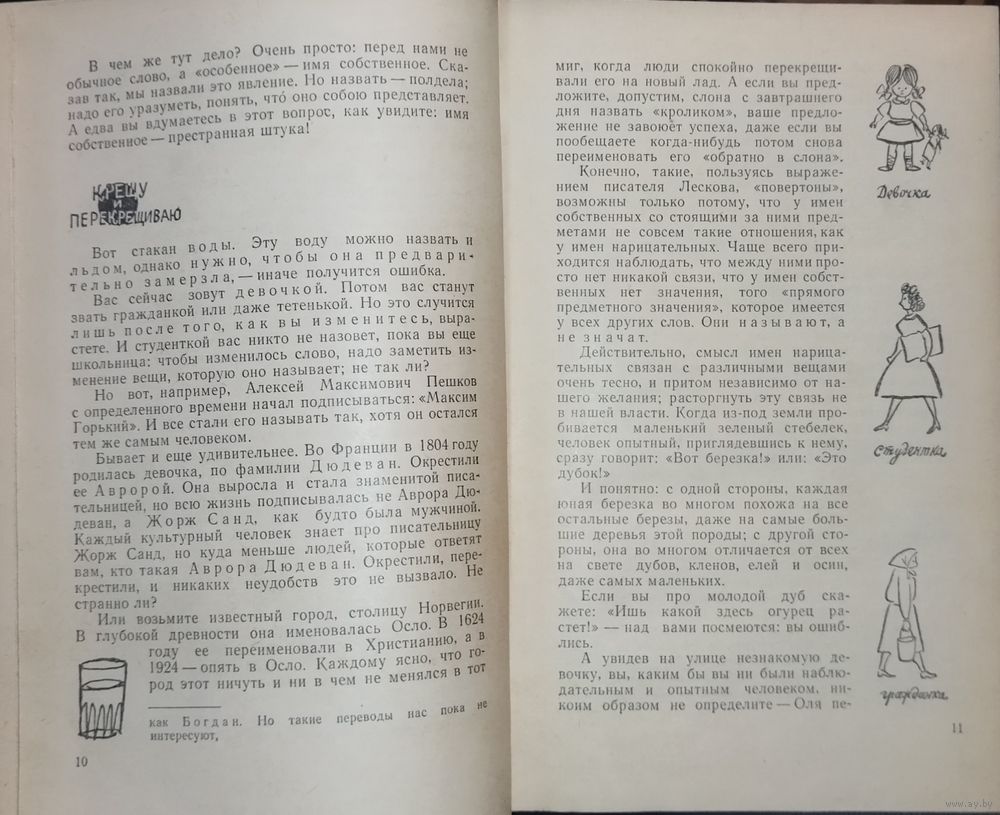 В чем же тут дело? Очень просто: перед нами не
обычное слово, а «особенное» — имя собственное. Ска-
зав так, мы назвали это явление. Но назвать — полдела;
надо его уразуметь, понять, что́ оно собою представляет.
А едва вы вдумаетесь в этот вопрос, как увидите: имя
собственное — престранная штука!
КРЕЩУ
И
ПЕРЕКРЕЩИВАЮ
Вот стакан воды. Эту воду можно назвать и
льдом, однако нужно, чтобы она предвари-
тельно замерзла, — иначе получится ошибка.
Вас сейчас зовут девочкой. Потом вас станут
звать гражданкой или даже тетенькой. Но это случится
лишь после того, как вы изменитесь, выра-
стете. И студенткой вас никто не назовет, пока вы еще
школьница: чтобы изменилось слово, надо заметить из-
менение вещи, которую оно называет; не так ли?
Но вот, например, Алексей Максимович Пешков
с определенного времени начал подписываться: «Максим
Горький». И все стали его называть так, хотя он остался
тем же самым человеком.
Бывает и еще удивительнее. Во Франции в 1804 году
родилась девочка, по фамилии Дюдеван. Окрестили
ее Авророй. Она выросла и стала знаменитой писа-
тельницей, но всю жизнь подписывалась не Аврора Дю-
деван, а Жорж Санд, как будто была мужчиной.
Каждый культурный человек знает про писательницу
Жорж Санд, но куда меньше людей, которые ответят
вам, кто такая Аврора Дюдеван. Окрестили, пере-
крестили, и никаких неудобств это не вызвало. Не
странно ли?
Или возьмите известный город, столицу Норвегии.
В глубокой древности она именовалась Осло. В 1624
году ее переименовали в Христианию, а в
1924 — опять в Осло. Каждому ясно, что го-
род этот ничуть и ни в чем не менялся в тот
как Богдан. Но такие переводы нас пока не
интересуют,
10
миг, когда люди спокойно перекрещи-
вали его на новый лад. А если вы пред-
ложите, допустим, слона с завтрашнего
дня назвать «кроликом», ваше предло-
жение не завоюет успеха, даже если вы
пообещаете когда-нибудь потом снова
переименовать его «обратно в слона».
Конечно, такие, пользуясь выраже-
нием писателя Лескова, «повертоны»,
возможны только потому, что у имен
собственных со стоящими за ними пред-
метами не совсем такие отношения, как
у имен нарицательных. Чаще всего при-
ходится наблюдать, что между ними про-
сто нет никакой связи, что у имен собст-
венных нет значения, того «прямого
предметного значения», которое имеется
у всех других слов. Они называют, а
не значат.
Действительно, смысл имен нарица-
тельных связан с различными вещами
очень тесно, и притом независимо от на-
шего желания; расторгнуть эту связь не
в нашей власти. Когда из-под земли про-
бивается маленький зеленый стебелек,
человек опытный, приглядевшись к нему,
сразу говорит: «Вот березка!» или: «Это
дубок!»
И понятно: с одной стороны, каждая
юная березка во многом похожа на все
остальные березы, даже на самые боль-
шие деревья этой породы; с другой сто-
роны, она во многом отличается от всех
на свете дубов, кленов, елей и осин,
даже самых маленьких.
Если вы про молодой дуб ска-
жете: «Ишь какой здесь огурец ра-
стет!» — над вами посмеются: вы ошиб-
лись.
А увидев на улице незнакомую де-
вочку, вы, каким бы вы ни были наблю-
дательным и опытным человеком, ни-
коим образом не определите — Оля пе-
Девочка
Студентка
гражданка
11
www.ay.by